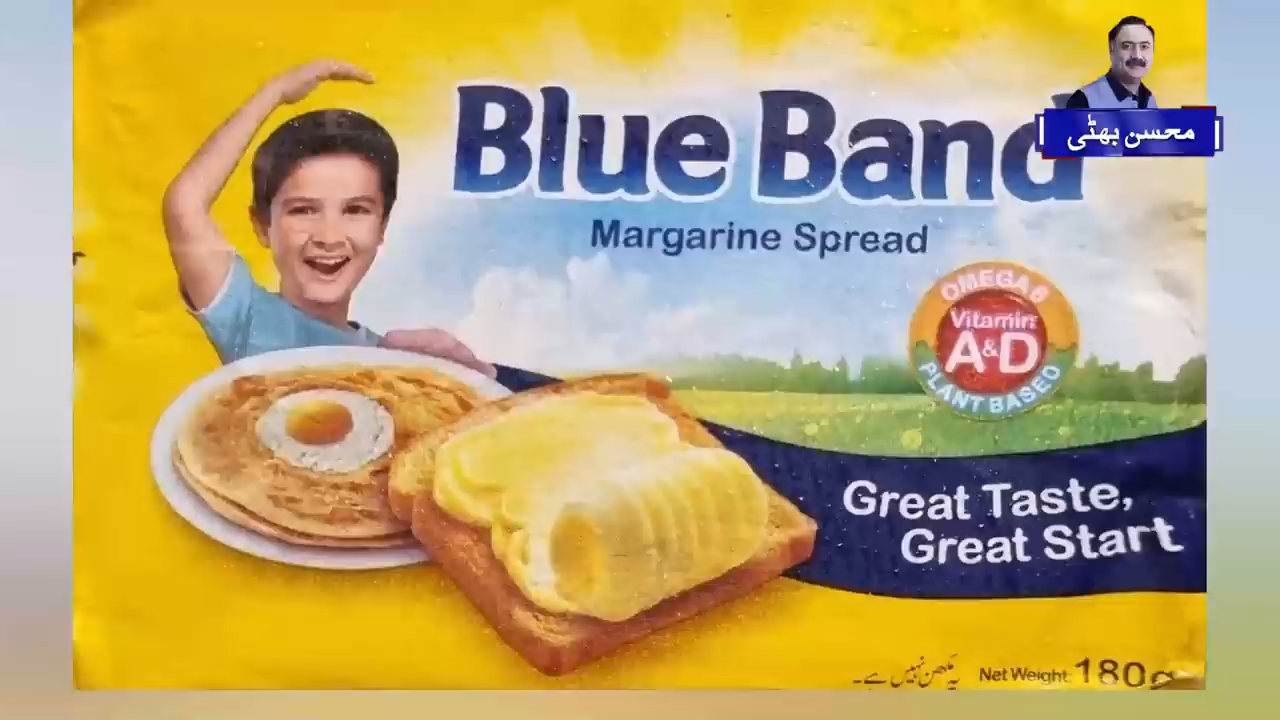 محسن بھٹی
Blue Band
Margarine Spread
OMEGA 6
Vitamin
A&D
PLANT BASED
Great Taste,
Great Start
یہ مکھن نہیں ہے۔
Net Weight: 180g